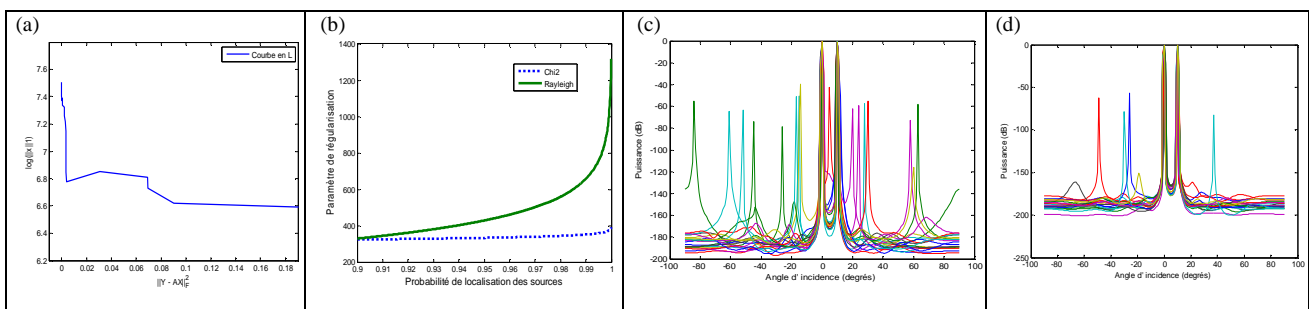 (a)
Courbe en L
7.8
7.6
7.4
7.2
7
6.8
6.6
6.4
6.2
0 0.02 0.04 0.06 0.08 0.1 0.12 0.14 0.16 0.18
log(||x||1)
||Y - AX||²F
(b)
Chi2
Rayleigh
1400
1200
1000
800
600
400
200
0.9 0.91 0.92 0.93 0.94 0.95 0.96 0.97 0.98 0.99 1
Paramètre de régularisation
Probabilité de localisation des sources
(c)
0
-20
-40
-60
-80
-100
-120
-140
-160
-180
-200
-100 -80 -60 -40 -20 0 20 40 60 80 100
Puissance (dB)
Angle d' incidence (degrés)
(d)
0
-50
-100
-150
-200
-250
-100 -80 -60 -40 -20 0 20 40 60 80 100
Puissance (dB)
Angle d' incidence (degrés)